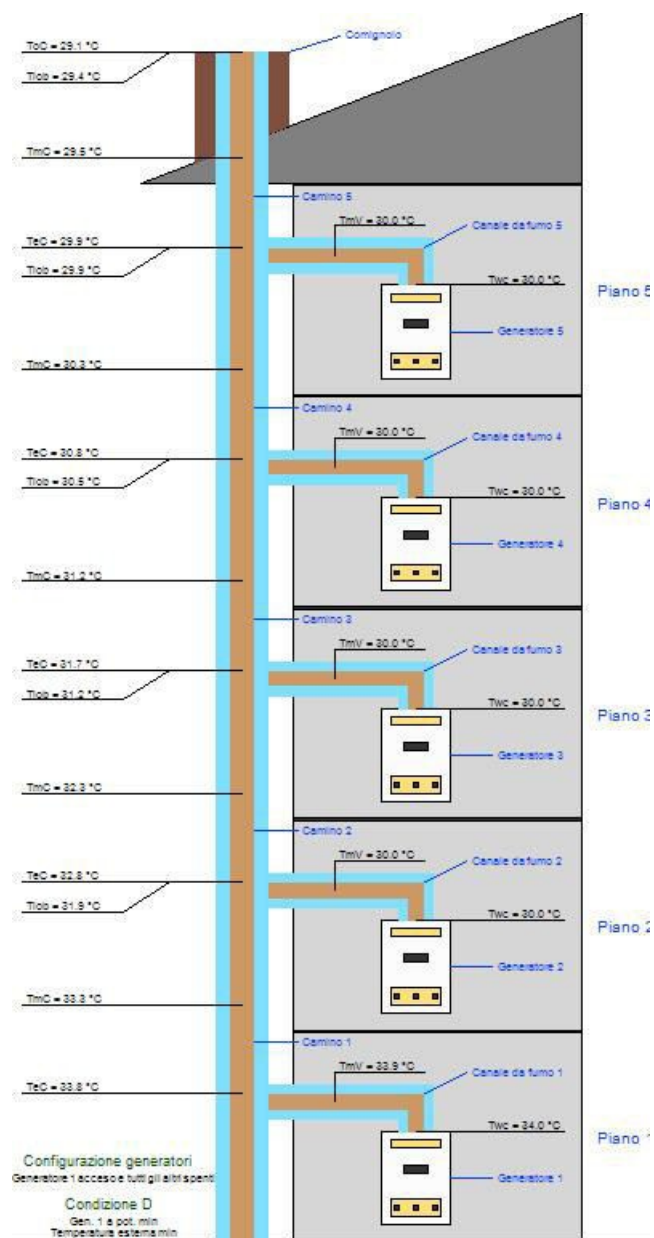 ToC = 29.1 °C
Comignolo
Tiob = 29.4 °C
TmC = 29.5 °C
Camino 5
TmV = 30.0 °C
Canale da fumo 5
TeC = 29.9 °C
Tiob = 29.9 °C
Twc = 30.0 °C
Piano 5
Generatore 5
TmC = 30.3 °C
Camino 4
TmV = 30.0 °C
Canale da fumo 4
TeC = 30.8 °C
Tiob = 30.5 °C
Twc = 30.0 °C
Piano 4
Generatore 4
TmC = 31.2 °C
Camino 3
TmV = 30.0 °C
Canale da fumo 3
TeC = 31.7 °C
Tiob = 31.2 °C
Twc = 30.0 °C
Piano 3
Generatore 3
TmC = 32.3 °C
Camino 2
TmV = 30.0 °C
Canale da fumo 2
TeC = 32.8 °C
Tiob = 31.9 °C
Twc = 30.0 °C
Piano 2
Generatore 2
TmC = 33.3 °C
Camino 1
TmV = 33.9 °C
Canale da fumo 1
TeC = 33.8 °C
Twc = 34.0 °C
Piano 1
Configurazione generatori
Generatore 1 acceso e tutti gli altri spenti
Generatore 1
Condizione D
Gen. 1 a pot. min
Temperatura esterna min